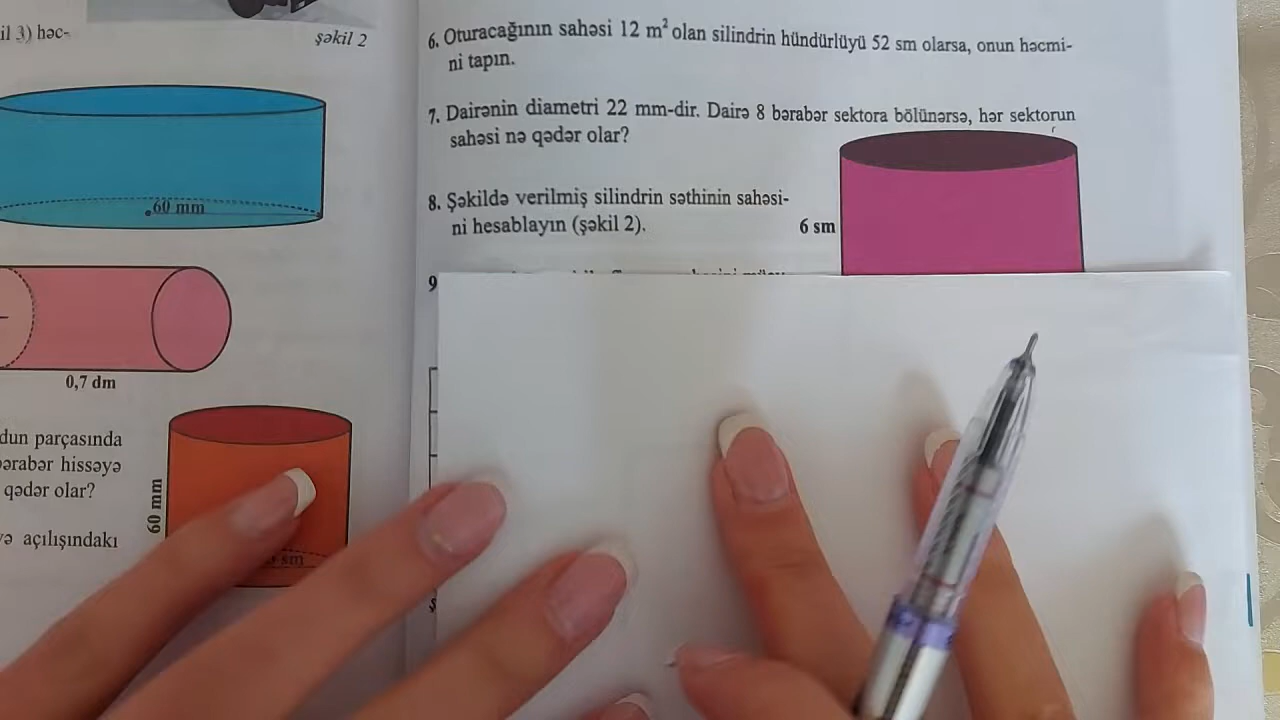 il 3) həc-
şəkil 2
60 mm
0,7 dm
dun parçasında
ərabər hissəyə
qədər olar?
60 mm
sm
ə açılışındakı
6. Oturacağının sahəsi 12 m² olan silindrin hündürlüyü 52 sm olarsa, onun həcmi-
ni tapın.
7. Dairənin diametri 22 mm-dir. Dairə 8 bərabər sektora bölünərsə, hər sektorun
sahəsi nə qədər olar?
8. Şəkildə verilmiş silindrin səthinin sahəsi-
ni hesablayın (şəkil 2).
6 sm
9